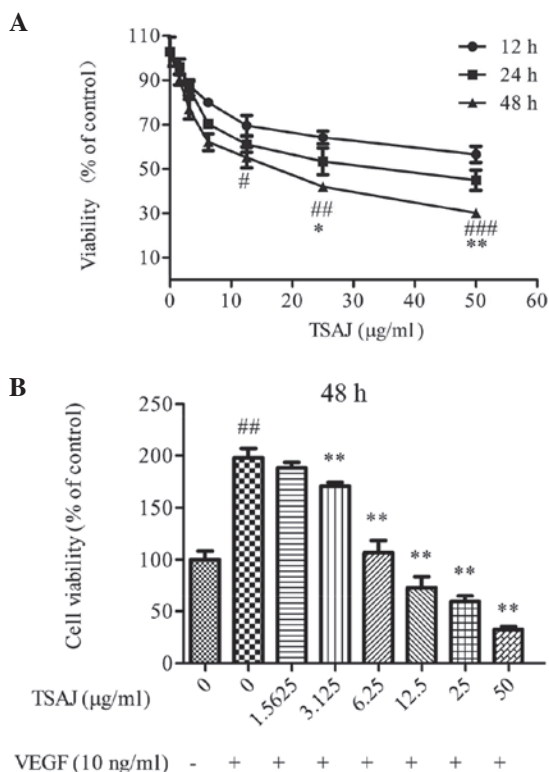 A
110
90
70
50
30
10
Viability (% of control)
12 h
24 h
48 h
#
##
*
###
**
0 10 20 30 40 50 60
TSAJ (μg/ml)
B
48 h
250
200
150
100
50
0
Cell viability (% of control)
##
**
**
**
**
**
TSAJ (μg/ml) 0 0 1.5625 3.125 6.25 12.5 25 50
VEGF (10 ng/ml) - + + + + + + +